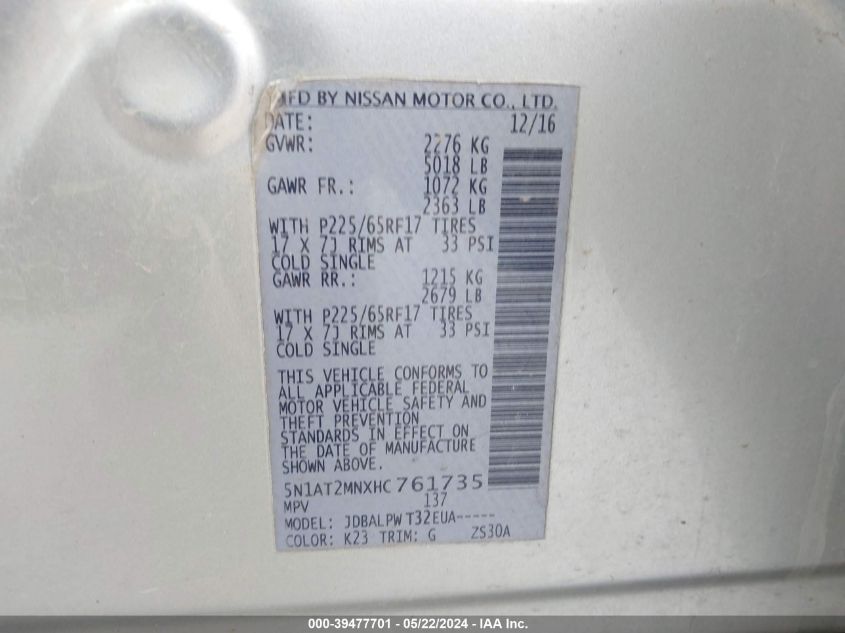 MFD BY NISSAN MOTOR CO., LTD.
DATE: 12/16
GVWR: 2276 KG
5018 LB
GAWR FR.: 1072 KG
2363 LB
WITH P225/65RF17 TIRES
17 X 7J RIMS AT 33 PSI
COLD SINGLE
GAWR RR.: 1215 KG
2679 LB
WITH P225/65RF17 TIRES
17 X 7J RIMS AT 33 PSI
COLD SINGLE
THIS VEHICLE CONFORMS TO
ALL APPLICABLE FEDERAL
MOTOR VEHICLE SAFETY AND
THEFT PREVENTION
STANDARDS IN EFFECT ON
THE DATE OF MANUFACTURE
SHOWN ABOVE.
5N1AT2MNXHC761735
MPV 137
MODEL: JDBALPW T32EUA-----
COLOR: K23 TRIM: G ZS30A
000-39477701 - 05/22/2024 - IAA Inc.